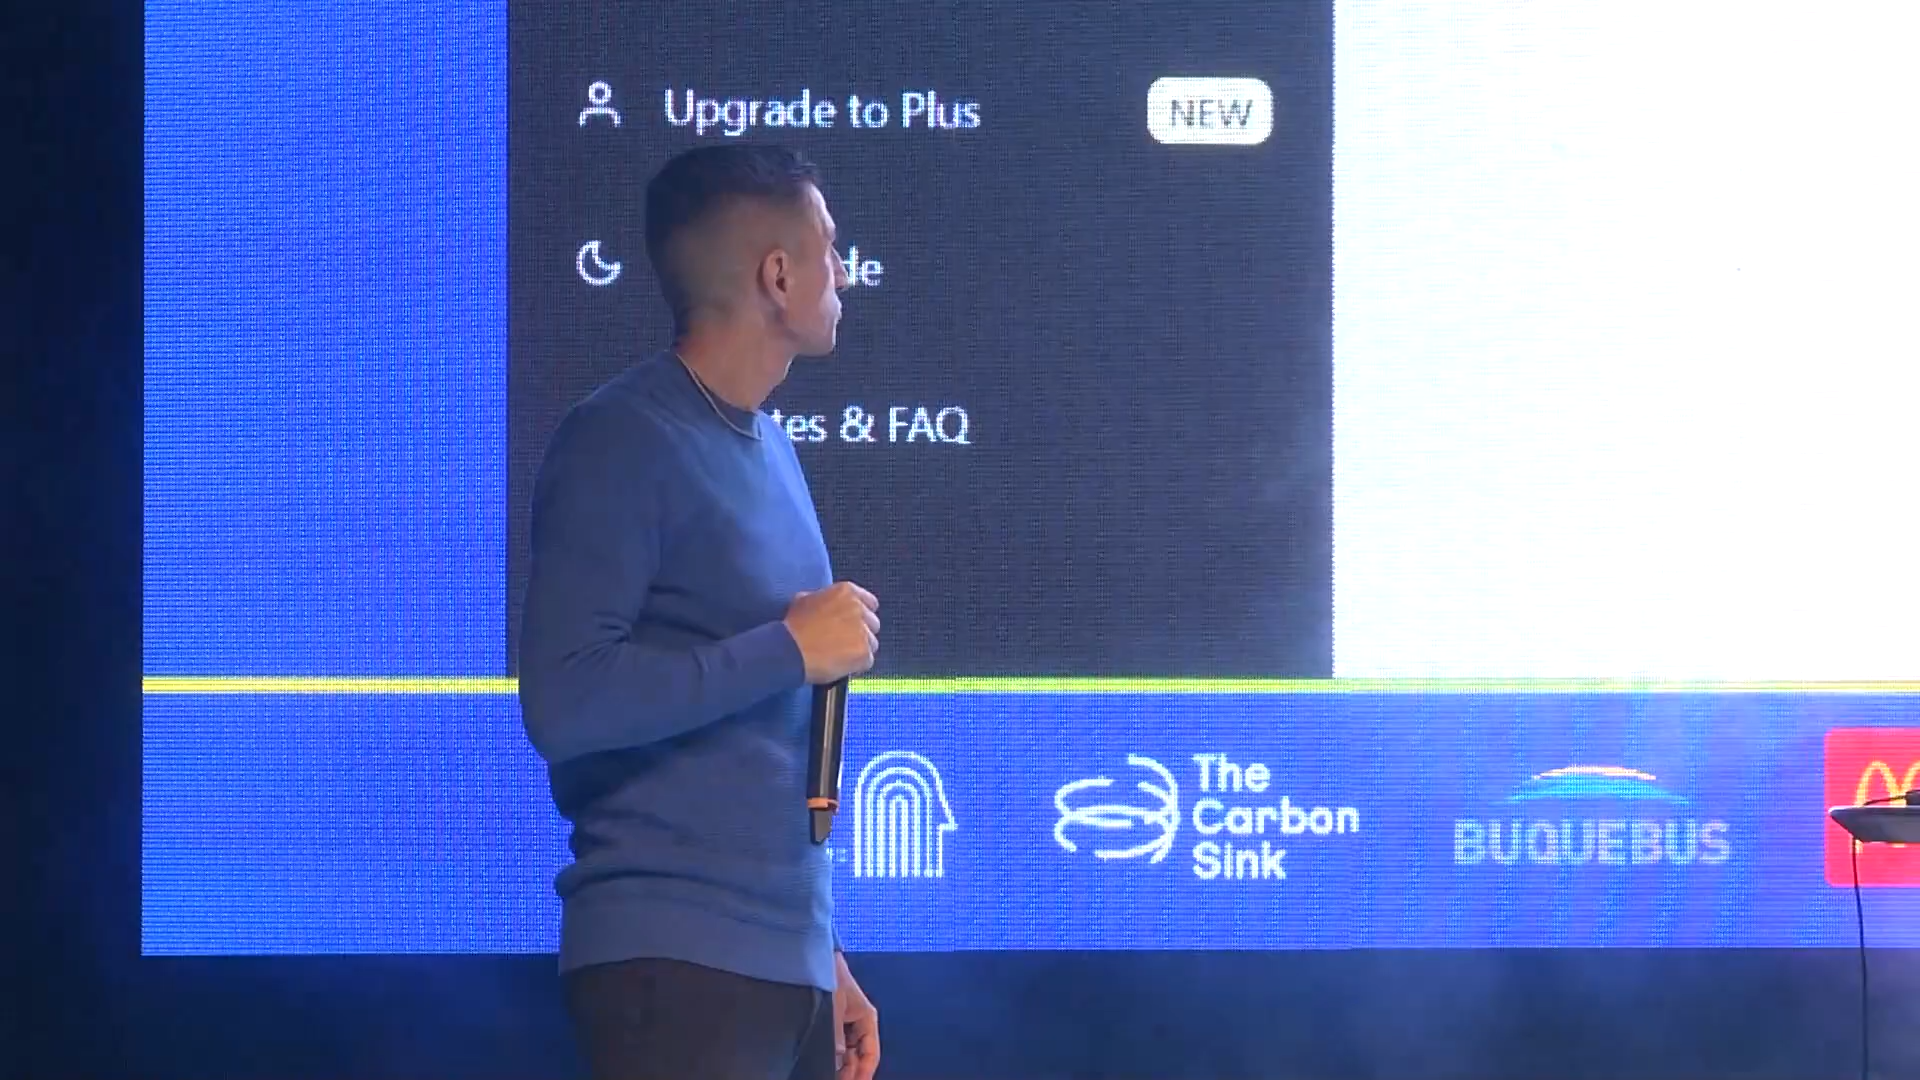 Upgrade to Plus
NEW
de
tes & FAQ
The
Carbon
Sink
BUQUEBUS